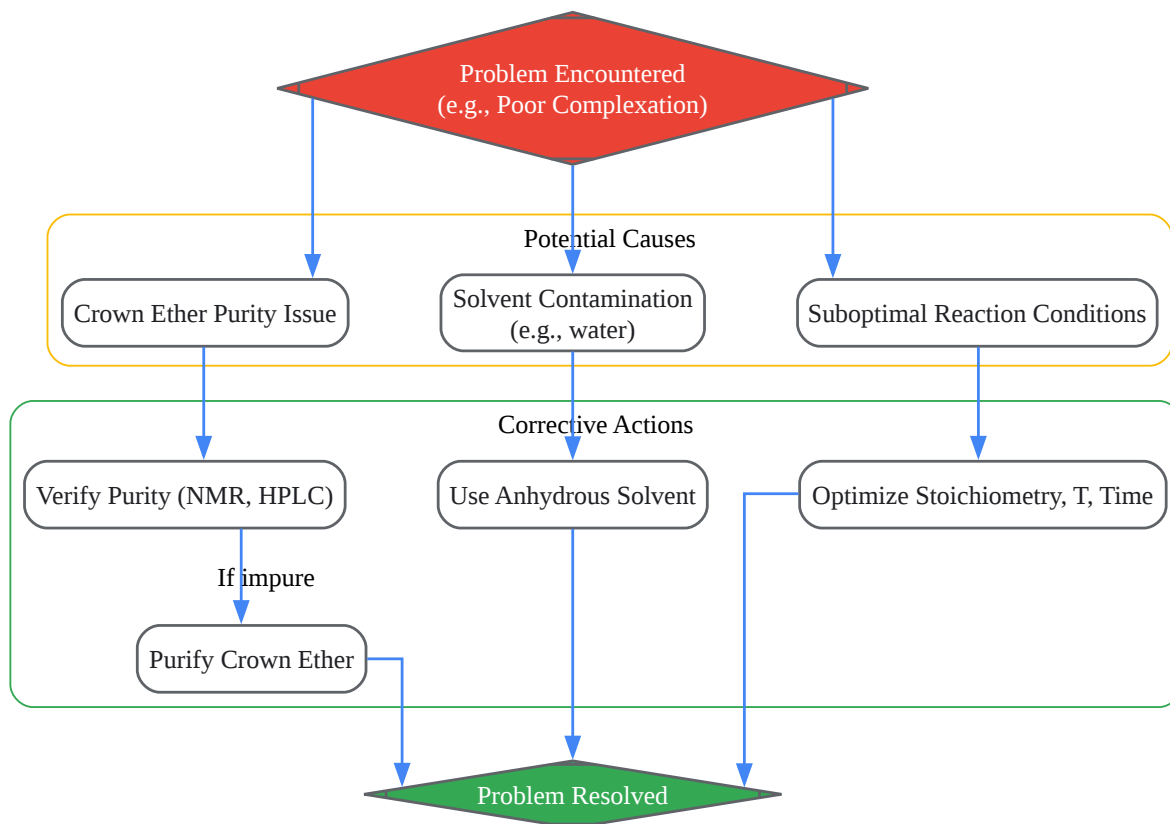 Problem Encountered
(e.g., Poor Complexation)
Potential Causes
Crown Ether Purity Issue
Solvent Contamination
(e.g., water)
Suboptimal Reaction Conditions
Corrective Actions
Verify Purity (NMR, HPLC)
Use Anhydrous Solvent
Optimize Stoichiometry, T, Time
If impure
Purify Crown Ether
Problem Resolved